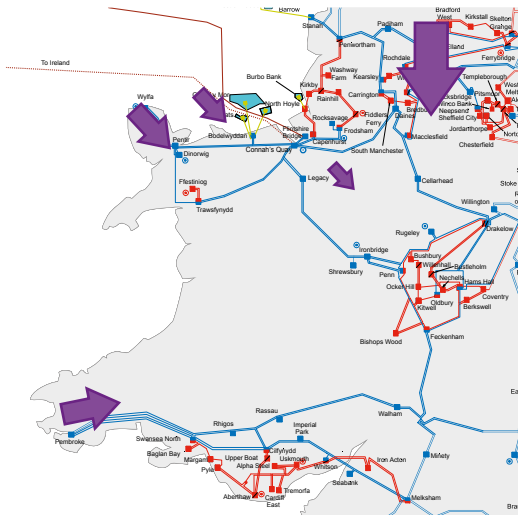 Barrow
Stanah
Padiham
Bradford
West
Kirkstall
Skelton
Grange
Penwortham
Elland
Ferrybridge
Rochdale
To Ireland
Washway
Farm
Kearsley
Templeborough
Burbo Bank
Kirkby
Carrington
Stocksbridge
Pitsmoor
Winco Bank
Wylfa
North Hoyle
Rainhill
Bredbury
Neepsend
Rocksavage
Fiddlers
Ferry
Daines
Sheffield City
Jordanthorpe
Pentir
Bodelwyddan
Flintshire
Bridge
Frodsham
Macclesfield
Chesterfield
Dinorwig
Connah's Quay
Capenhurst
South Manchester
Ffestiniog
Legacy
Cellarhead
Trawsfynydd
Willington
Rugeley
Drakelow
Ironbridge
Bushbury
Willenhall
Bustleholm
Shrewsbury
Penn
Nechells
Hams Hall
Ocker Hill
Oldbury
Coventry
Kitwell
Berkswell
Bishops Wood
Feckenham
Walham
Rassau
Rhigos
Imperial
Park
Pembroke
Swansea North
Cilfynydd
Baglan Bay
Margam
Upper Boat
Uskmouth
Iron Acton
Minety
Pyle
Alpha Steel
Whitson
Seabank
Aberthaw
Cardiff
East
Tremorfa
Melksham